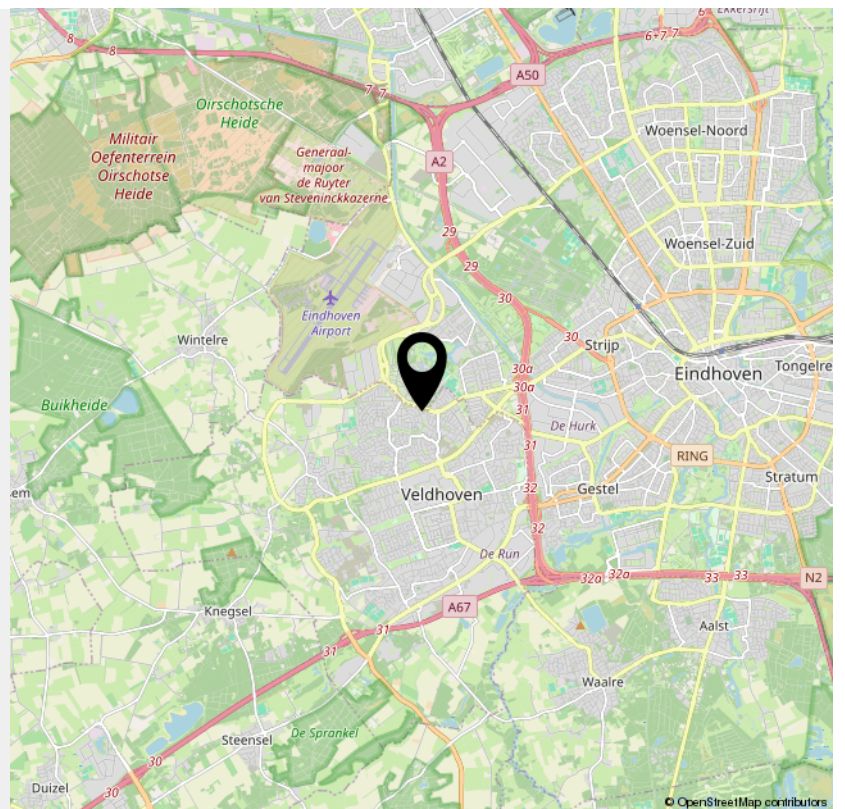 Ekkersrijt
8
8
6+7
7
A50
7
7
Oirschotsche
Heide
Woensel-Noord
Militair
Oefenterrein
Oirschotse
Heide
Generaal-
majoor
de Ruyter
van Steveninckkazerne
A2
29
Woensel-Zuid
29
30
Eindhoven
Airport
30
Wintelre
Strijp
30a
Eindhoven
Tongelre
30a
Buikheide
31
De Hurk
31
RING
Stratum
sem
32
Gestel
Veldhoven
32
De Run
32a
32a
33
33
N2
A67
Knegsel
31
Aalst
31
Waalre
De Sprankel
Steensel
30
Duizel
30
© OpenStreetMap contributors